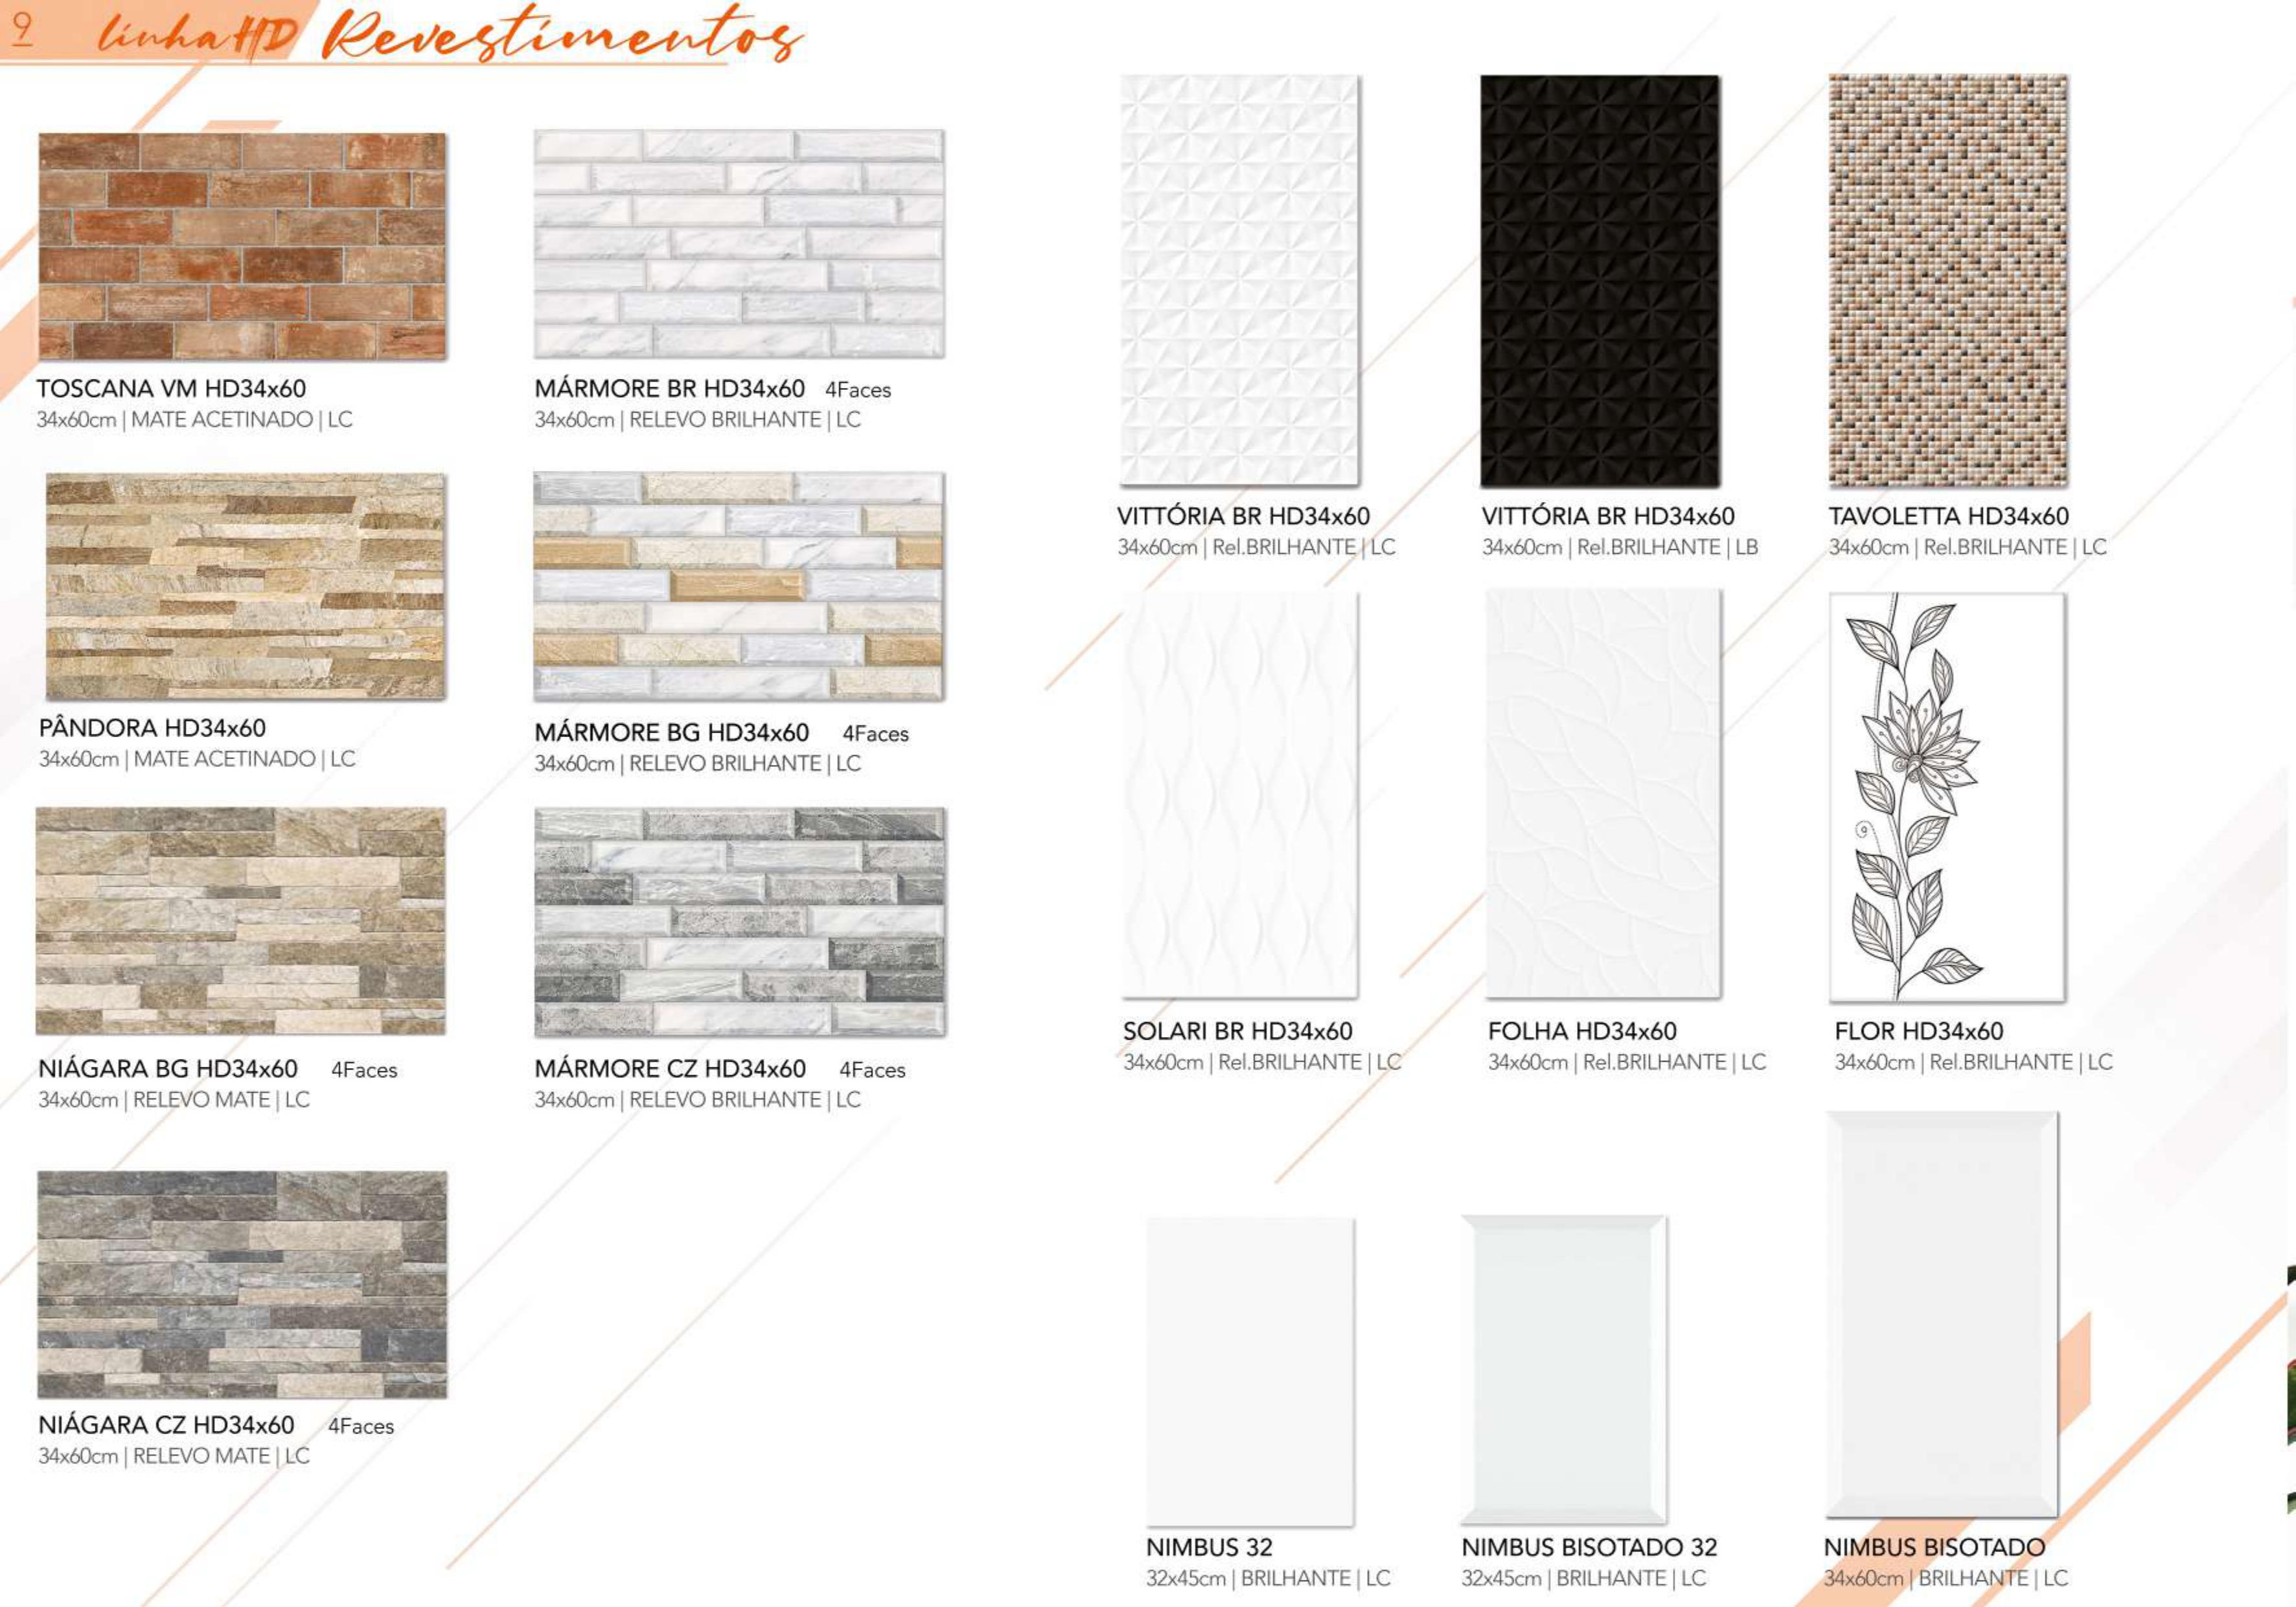 9 linha HD Revestimentos
TOSCANA VM HD34x60
34x60cm | MATE ACETINADO | LC
MÁRMORE BR HD34x60 4Faces
34x60cm | RELEVO BRILHANTE | LC
PÂNDORA HD34x60
34x60cm | MATE ACETINADO | LC
MÁRMORE BG HD34x60 4Faces
34x60cm | RELEVO BRILHANTE | LC
NIÁGARA BG HD34x60 4Faces
34x60cm | RELEVO MATE | LC
MÁRMORE CZ HD34x60 4Faces
34x60cm | RELEVO BRILHANTE | LC
NIÁGARA CZ HD34x60 4Faces
34x60cm | RELEVO MATE | LC
VITTÓRIA BR HD34x60
34x60cm | Rel.BRILHANTE | LC
VITTÓRIA BR HD34x60
34x60cm | Rel.BRILHANTE | LB
TAVOLETTA HD34x60
34x60cm | Rel.BRILHANTE | LC
SOLARI BR HD34x60
34x60cm | Rel.BRILHANTE | LC
FOLHA HD34x60
34x60cm | Rel.BRILHANTE | LC
FLOR HD34x60
34x60cm | Rel.BRILHANTE | LC
NIMBUS 32
32x45cm | BRILHANTE | LC
NIMBUS BISOTADO 32
32x45cm | BRILHANTE | LC
NIMBUS BISOTADO
34x60cm | BRILHANTE | LC